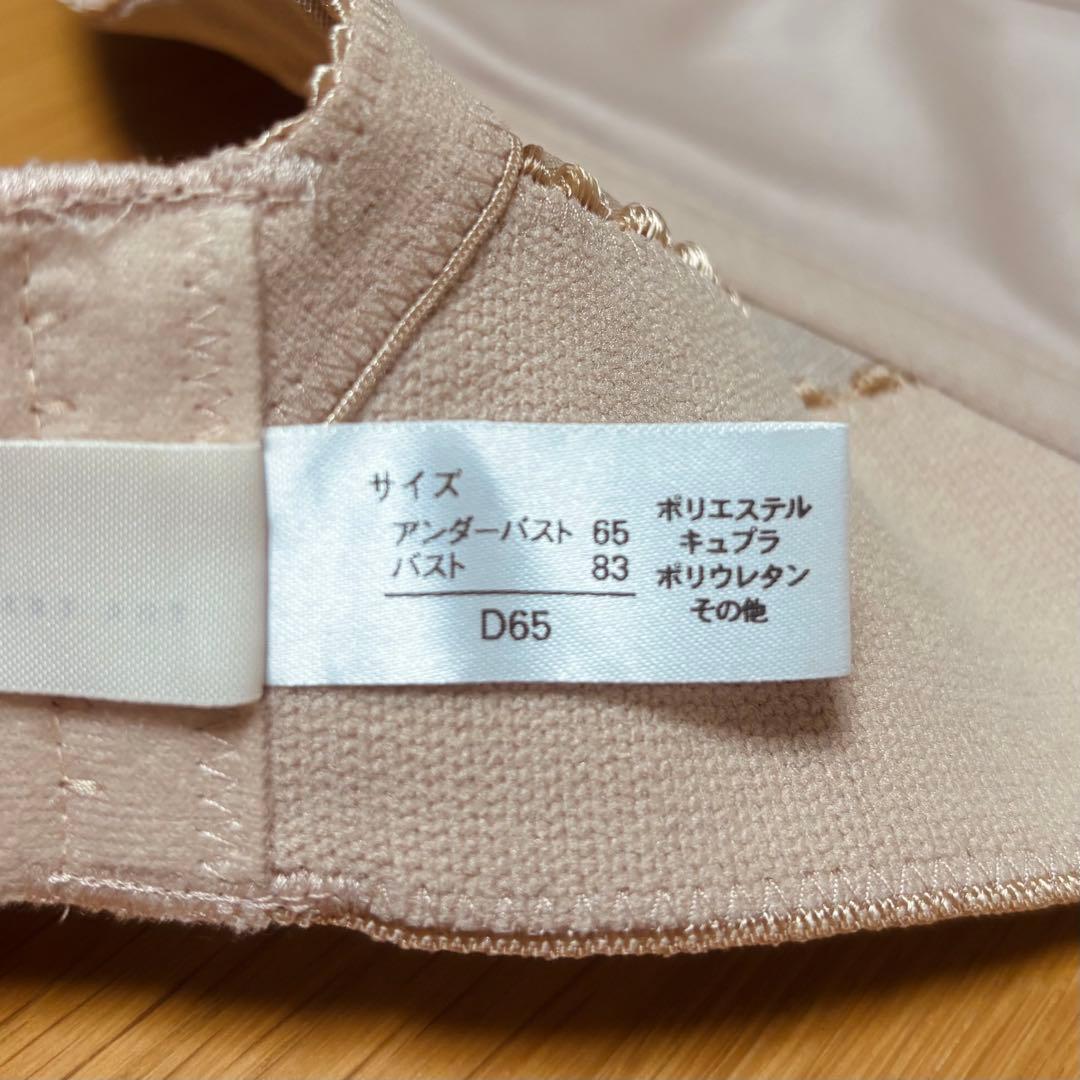 サイズ
アンダーバスト 65
バスト 83
D65
ポリエステル
キュプラ
ポリウレタン
その他